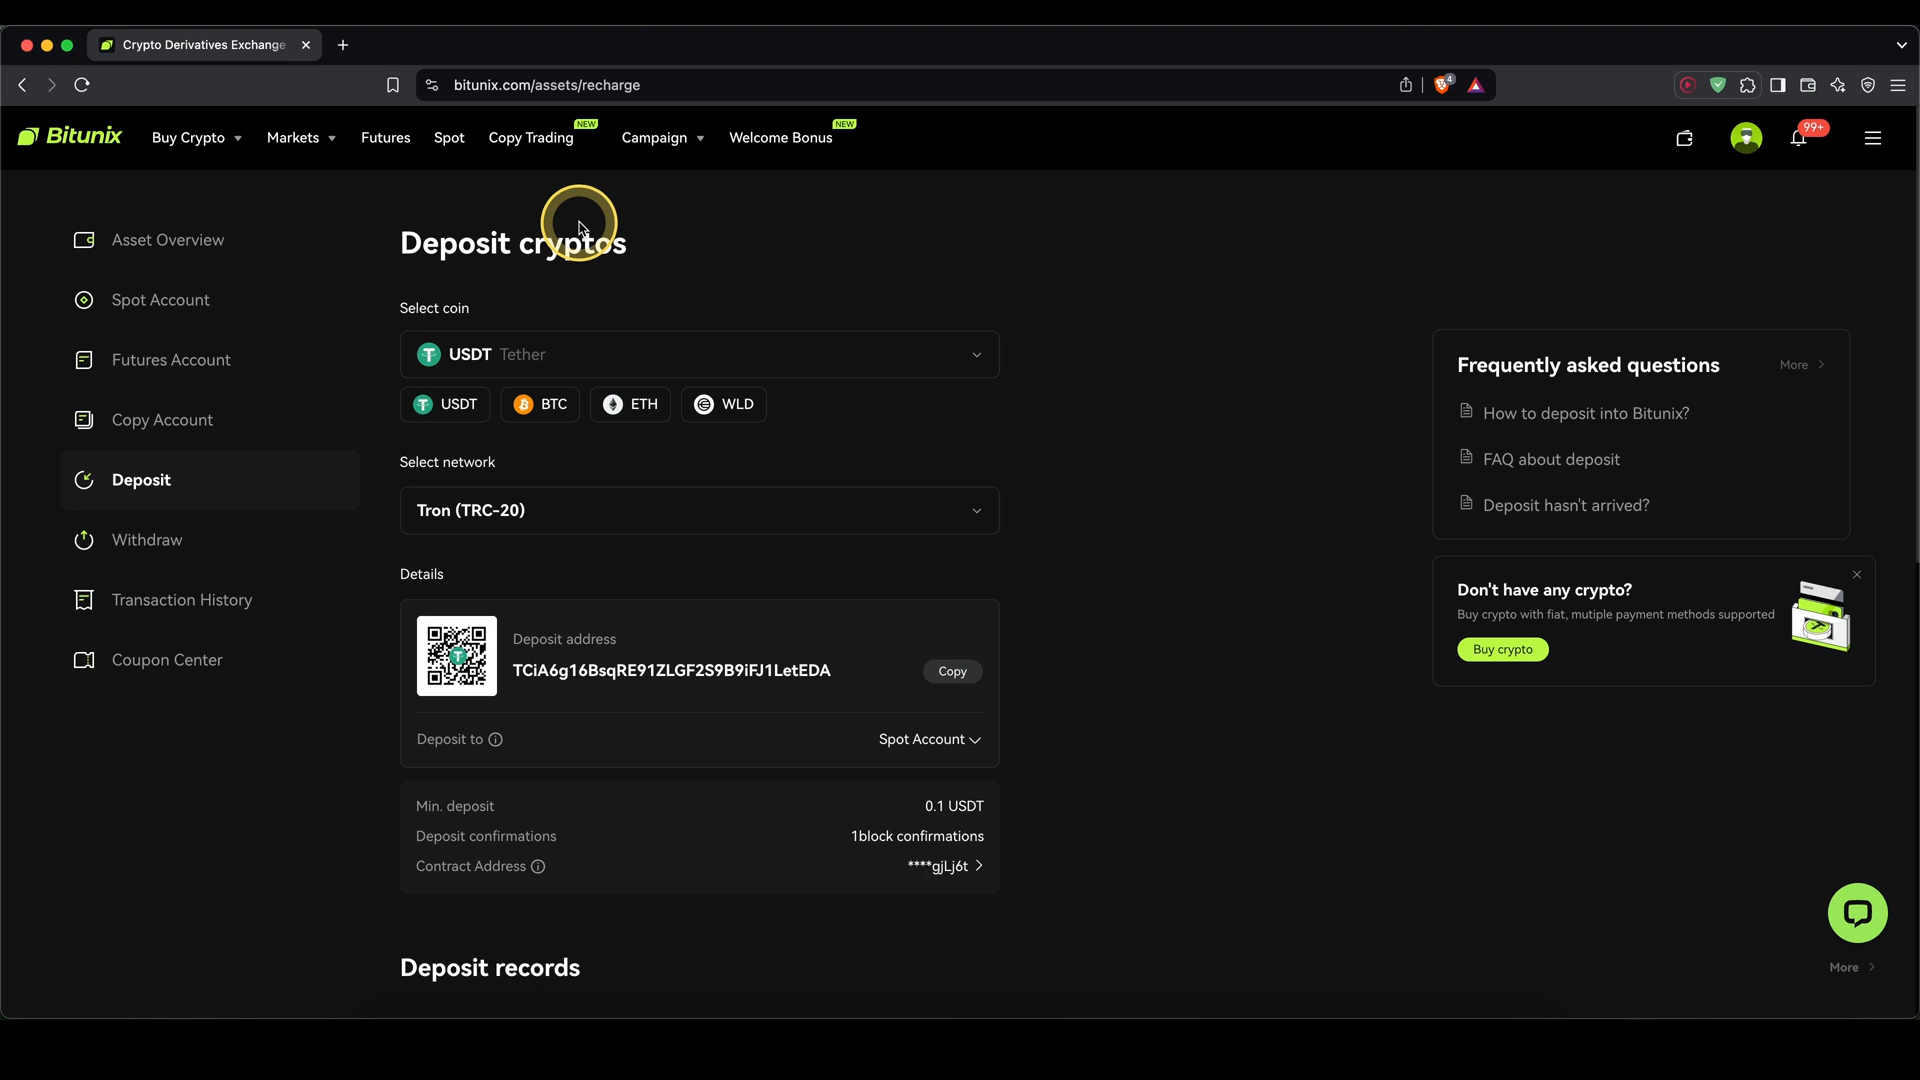 Crypto Derivatives Exchange
bitunix.com/assets/recharge
4
Bitunix
Buy Crypto
Markets
Futures
Spot
Copy Trading
NEW
Campaign
Welcome Bonus
NEW
99+
Asset Overview
Spot Account
Futures Account
Copy Account
Deposit
Withdraw
Transaction History
Coupon Center
Deposit cryptos
Select coin
USDT Tether
USDT
BTC
ETH
WLD
Select network
Tron (TRC-20)
Details
Deposit address
TCiA6g16BsqRE91ZLGF2S9B9iFJ1LetEDA
Copy
Deposit to
Spot Account
Min. deposit
0.1 USDT
Deposit confirmations
1block confirmations
Contract Address
****gjLj6t
Deposit records
More
Frequently asked questions
More
How to deposit into Bitunix?
FAQ about deposit
Deposit hasn't arrived?
Don't have any crypto?
Buy crypto with fiat, mutiple payment methods supported
Buy crypto